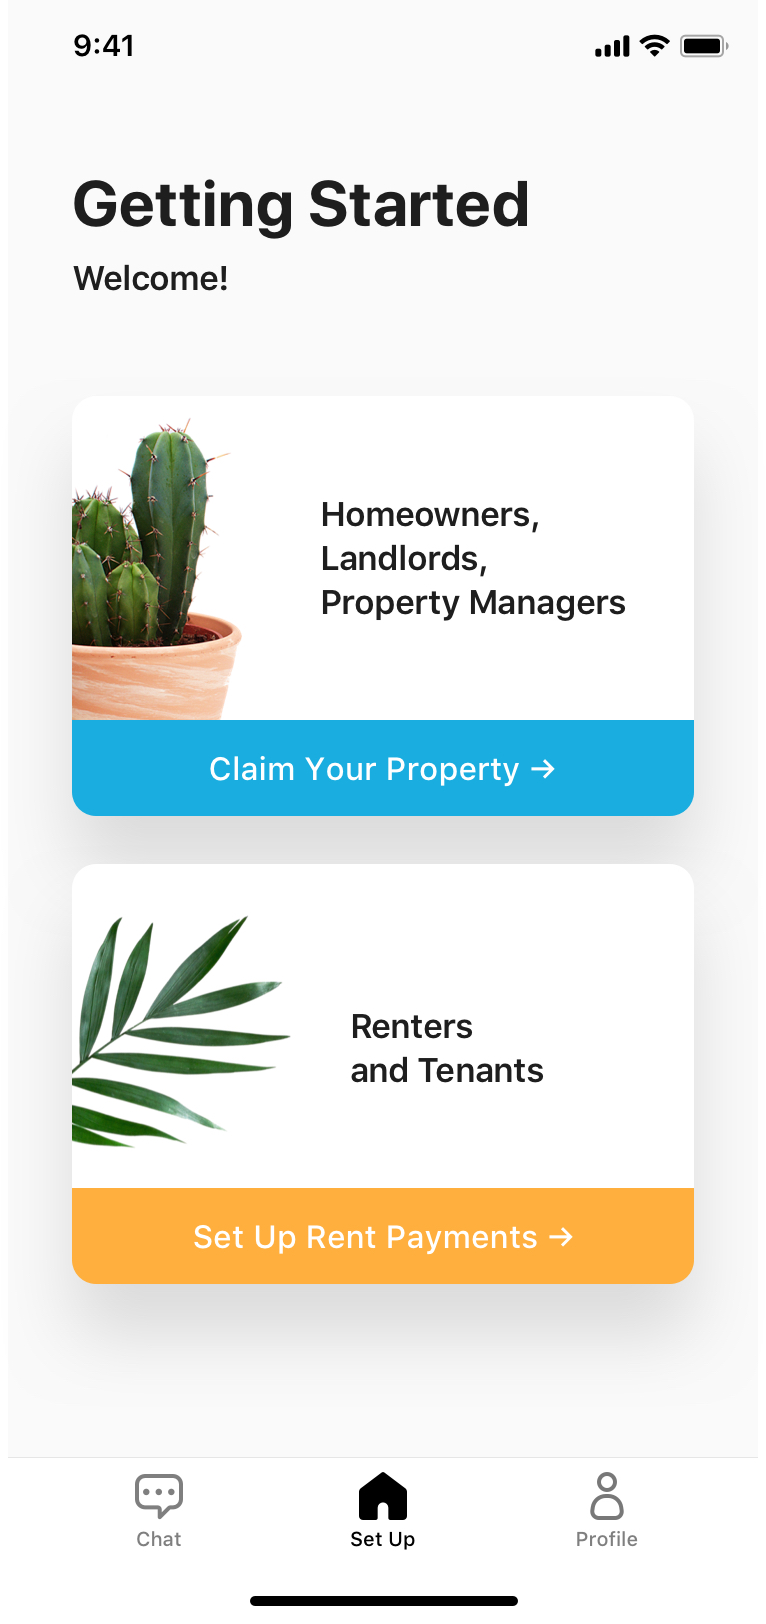 9:41
Getting Started
Welcome!
Homeowners,
Landlords,
Property Managers
Claim Your Property →
Renters
and Tenants
Set Up Rent Payments →
Chat
Set Up
Profile